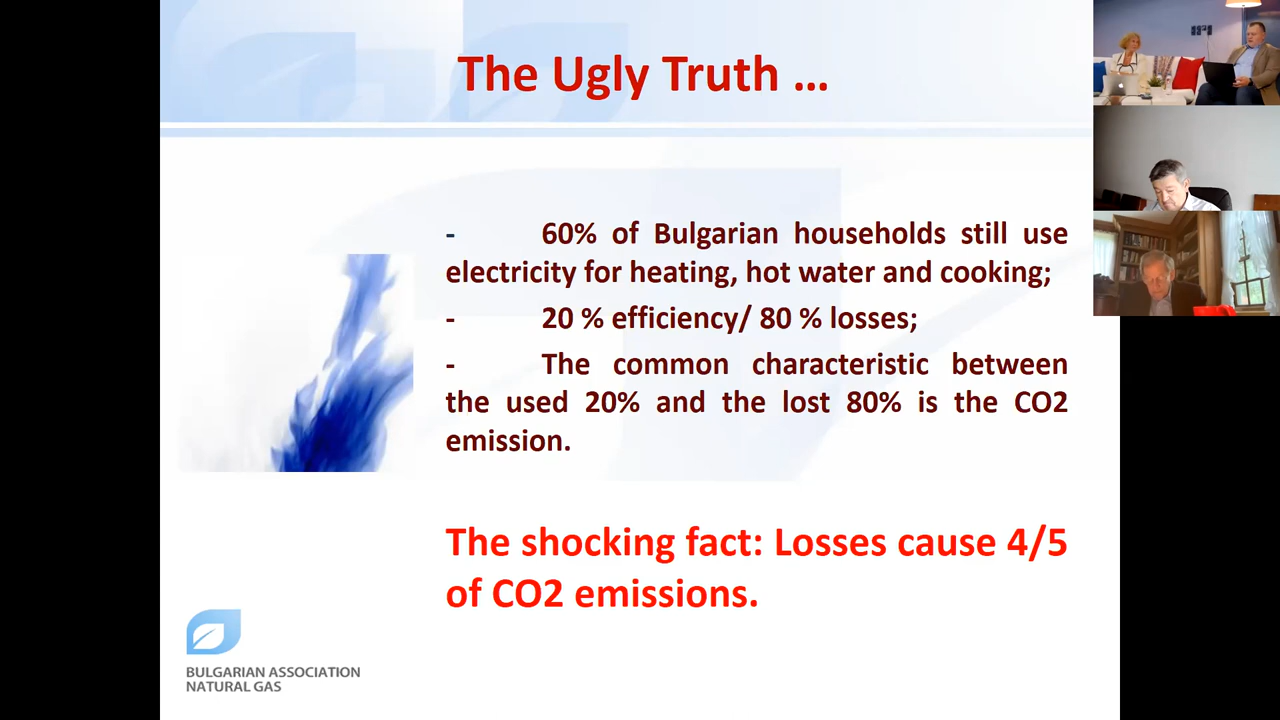 The Ugly Truth ...
- 60% of Bulgarian households still use
electricity for heating, hot water and cooking;
- 20 % efficiency/ 80 % losses;
- The common characteristic between
the used 20% and the lost 80% is the CO2
emission.
The shocking fact: Losses cause 4/5
of CO2 emissions.
BULGARIAN ASSOCIATION
NATURAL GAS